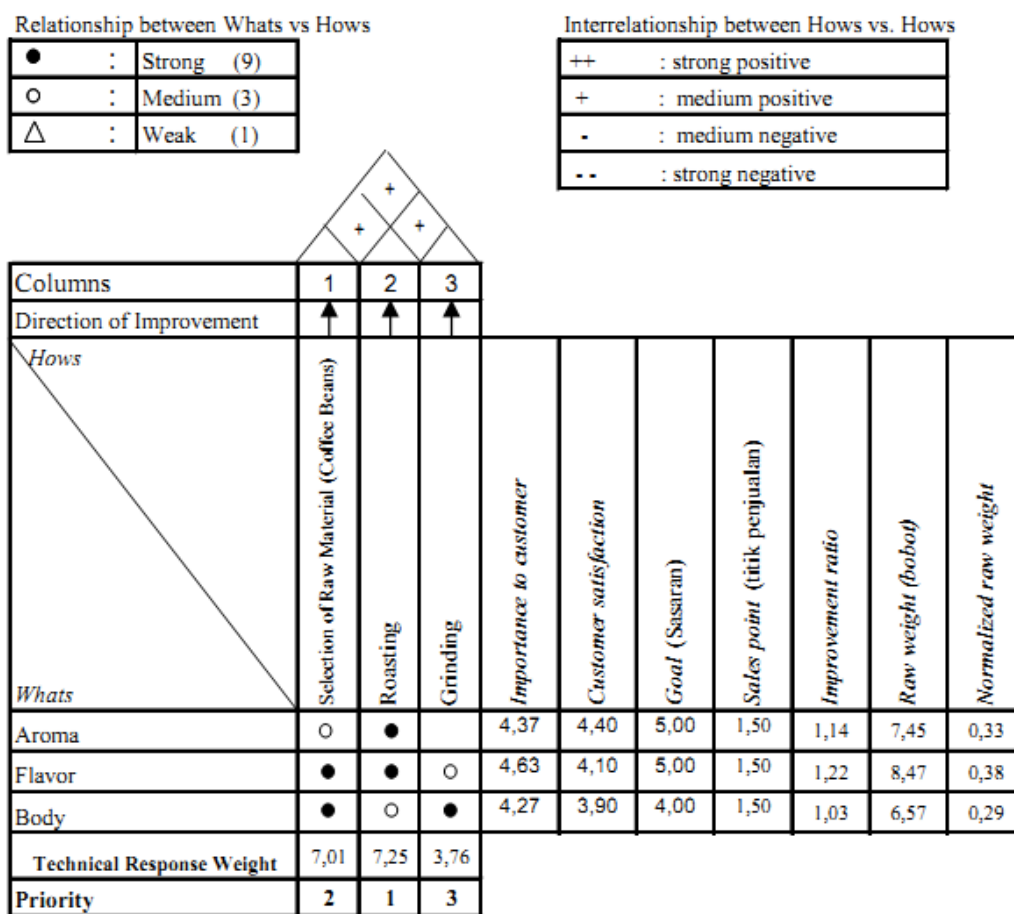 Relationship between Whats vs Hows
● : Strong (9)
○ : Medium (3)
△ : Weak (1)
Interrelationship between Hows vs. Hows
++ : strong positive
+ : medium positive
- : medium negative
- - : strong negative
+
+ +
Columns 1 2 3
Direction of Improvement
Hows
Whats
Selection of Raw Material (Coffee Beans)
Roasting
Grinding
Importance to customer
Customer satisfaction
Goal (Sasaran)
Sales point (titik penjualan)
Improvement ratio
Raw weight (bobot)
Normalized raw weight
Aroma ○ ● 4,37 4,40 5,00 1,50 1,14 7,45 0,33
Flavor ● ● ○ 4,63 4,10 5,00 1,50 1,22 8,47 0,38
Body ● ○ ● 4,27 3,90 4,00 1,50 1,03 6,57 0,29
Technical Response Weight 7,01 7,25 3,76
Priority 2 1 3